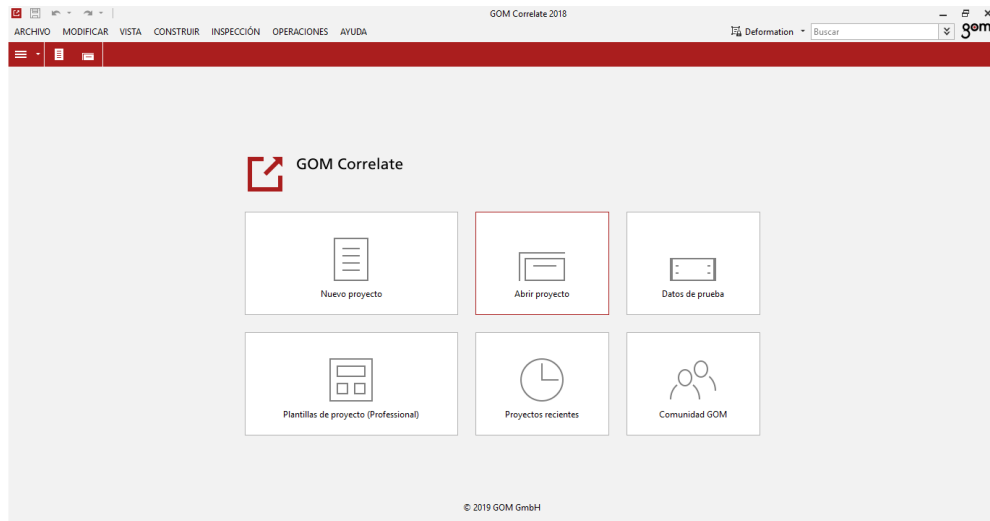 GOM Correlate 2018
ARCHIVO MODIFICAR VISTA CONSTRUIR INSPECCIÓN OPERACIONES AYUDA Deformation Buscar gom
GOM Correlate
Nuevo proyecto Abrir proyecto Datos de prueba
Plantillas de proyecto (Professional) Proyectos recientes Comunidad GOM
© 2019 GOM GmbH